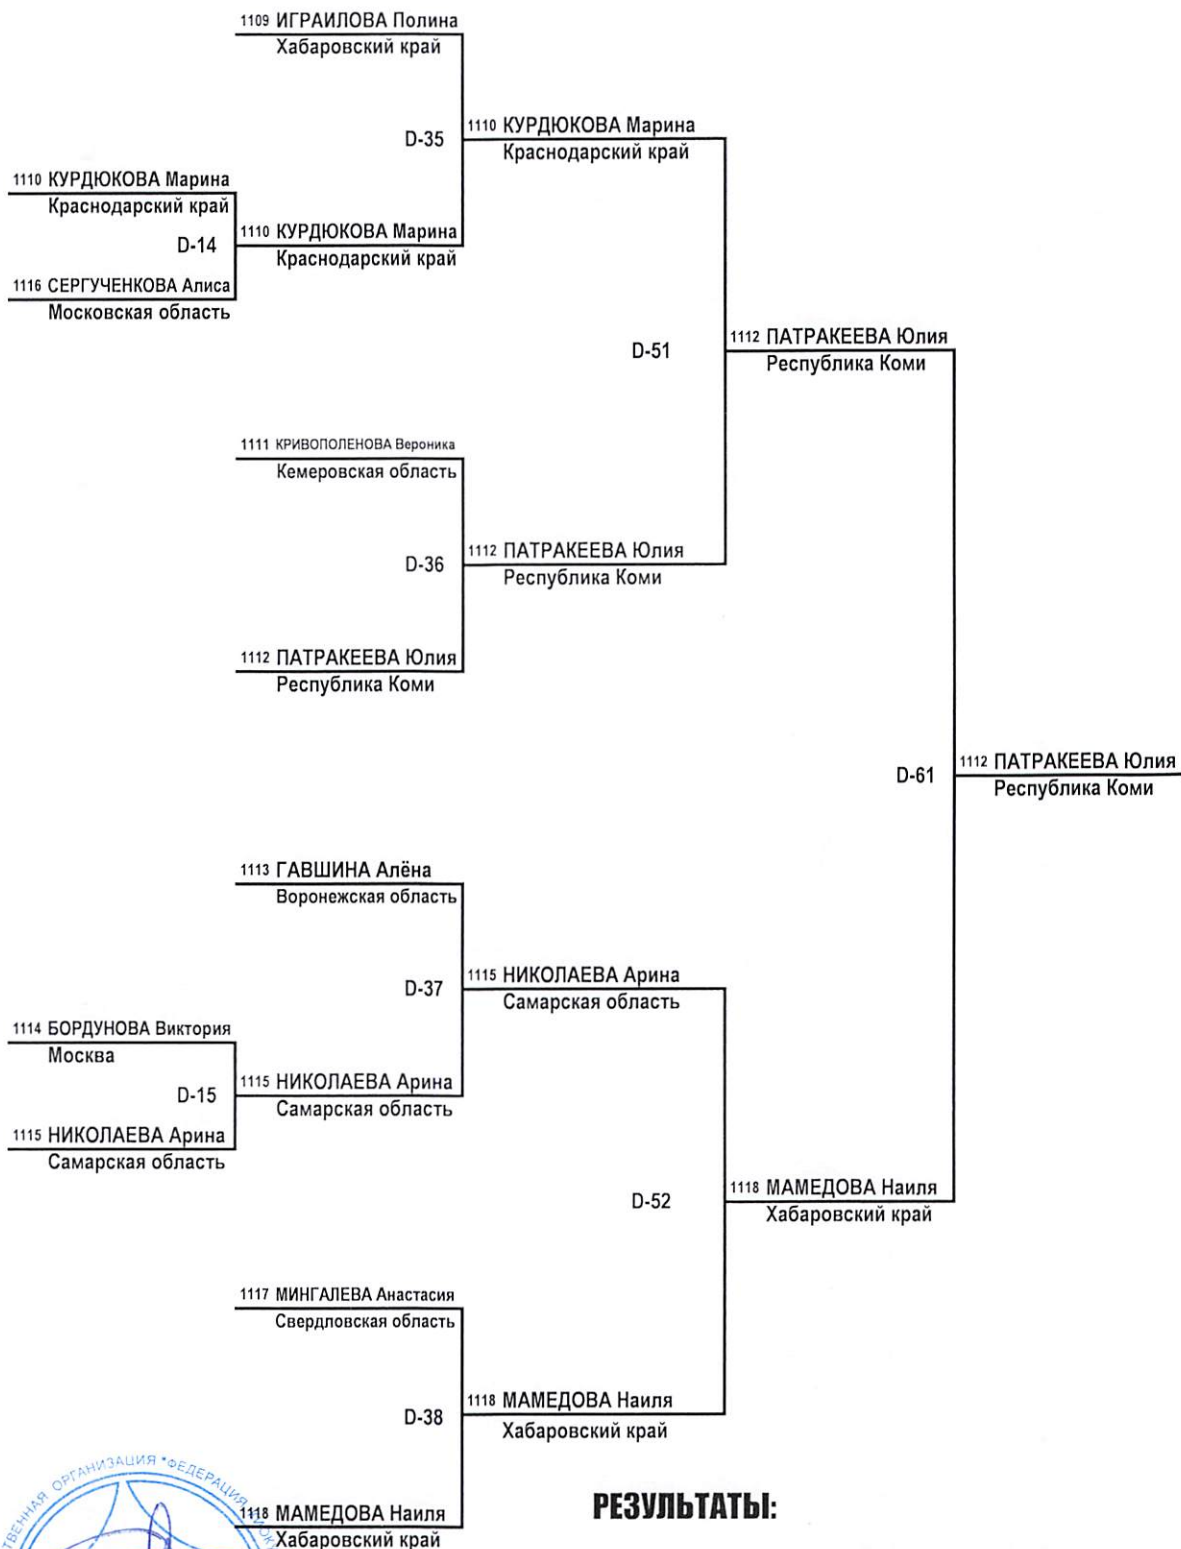 1109 ИГРАИЛОВА Полина
Хабаровский край
D-35
1110 КУРДЮКОВА Марина
Краснодарский край
1110 КУРДЮКОВА Марина
Краснодарский край
D-14
1110 КУРДЮКОВА Марина
Краснодарский край
1116 СЕРГУЧЕНКОВА Алиса
Московская область
D-51
1112 ПАТРАКЕЕВА Юлия
Республика Коми
1111 КРИВОПОЛЕНОВА Вероника
Кемеровская область
D-36
1112 ПАТРАКЕЕВА Юлия
Республика Коми
1112 ПАТРАКЕЕВА Юлия
Республика Коми
D-61
1112 ПАТРАКЕЕВА Юлия
Республика Коми
1113 ГАВШИНА Алёна
Воронежская область
D-37
1115 НИКОЛАЕВА Арина
Самарская область
1114 БОРДУНОВА Виктория
Москва
D-15
1115 НИКОЛАЕВА Арина
Самарская область
1115 НИКОЛАЕВА Арина
Самарская область
D-52
1118 МАМЕДОВА Наиля
Хабаровский край
1117 МИНГАЛЕВА Анастасия
Свердловская область
D-38
1118 МАМЕДОВА Наиля
Хабаровский край
1118 МАМЕДОВА Наиля
Хабаровский край
РЕЗУЛЬТАТЫ:
ОРГАНИЗАЦИЯ "ФЕДЕРАЦИЯ